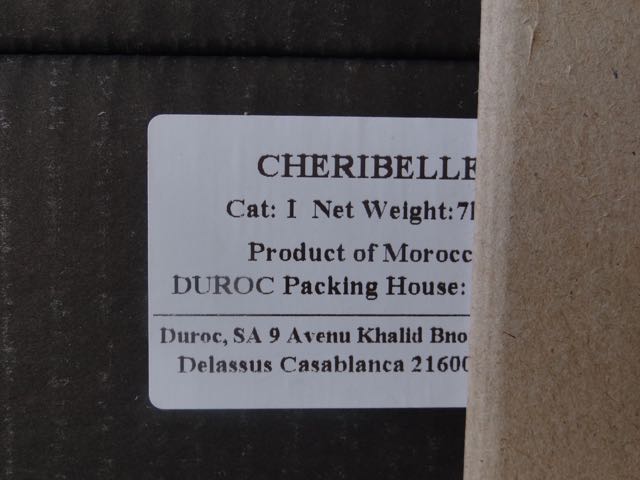 CHERIBELLE
Cat: I Net Weight:7
Product of Morocc
DUROC Packing House:
Duroc, SA 9 Avenu Khalid Bno
Delassus Casablanca 21600